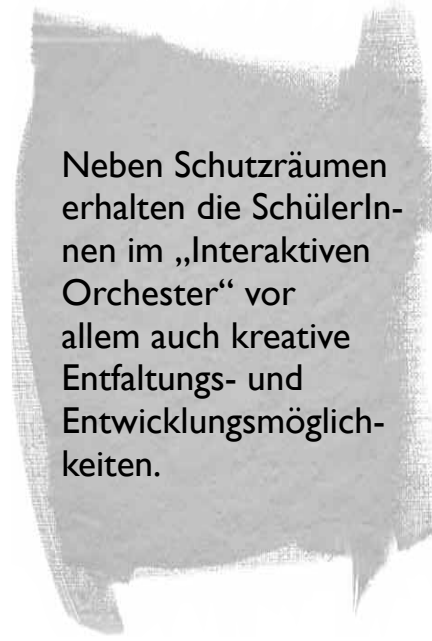 Neben Schutzräumen
erhalten die SchülerIn-
nen im „Interaktiven
Orchester“ vor
allem auch kreative
Entfaltungs- und
Entwicklungsmöglich-
keiten.